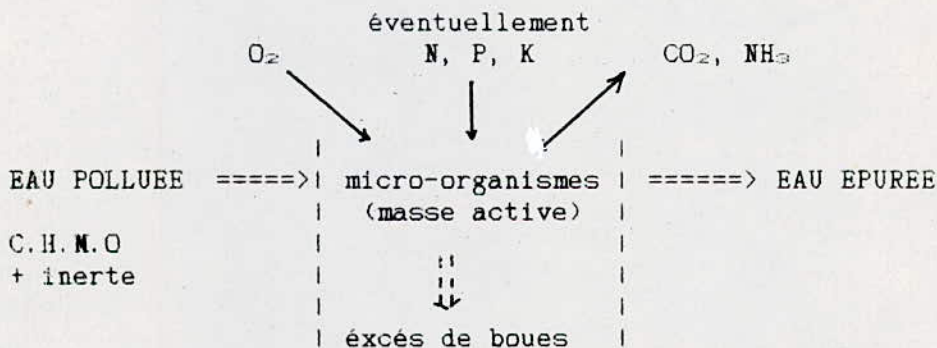 éventuellement
O₂ N, P, K CO₂, NH₃
EAU POLLUEE =====> micro-organismes ======> EAU EPUREE
(masse active)
C.H.N.O
+ inerte
éxcés de boues